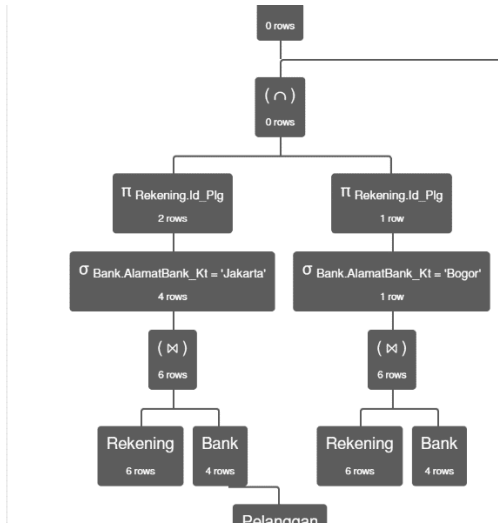 0 rows
( ∩ )
0 rows
π Rekening.Id_Plg
2 rows
π Rekening.Id_Plg
1 row
σ Bank.AlamatBank_Kt = 'Jakarta'
4 rows
σ Bank.AlamatBank_Kt = 'Bogor'
1 row
( ⋈ )
6 rows
( ⋈ )
6 rows
Rekening
6 rows
Bank
4 rows
Rekening
6 rows
Bank
4 rows
Pelanggan